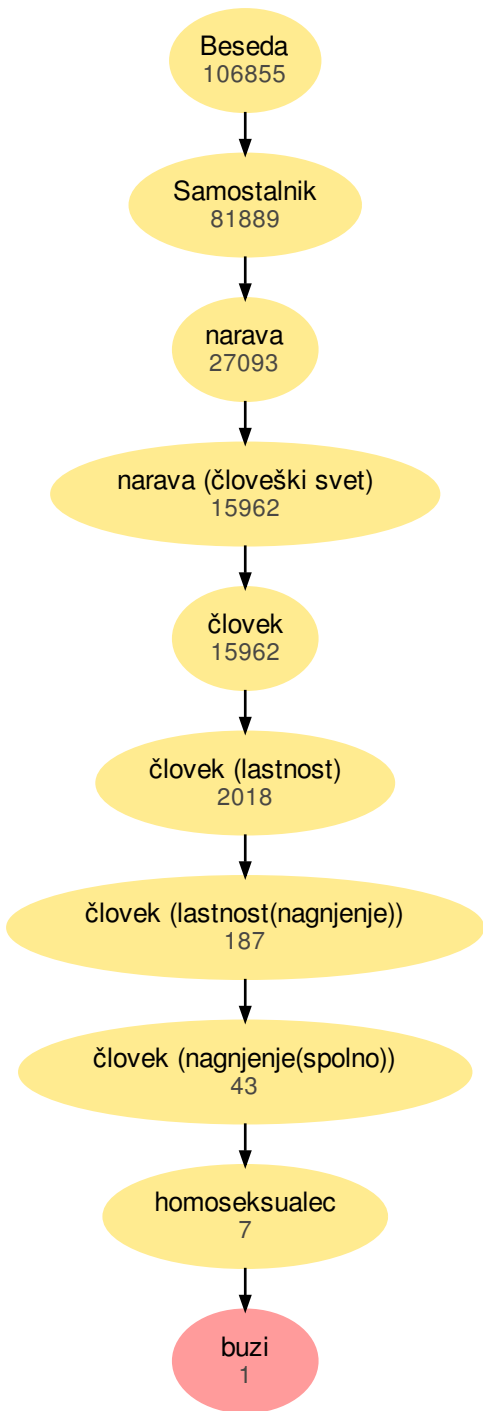 Beseda
106855
Samostalnik
81889
narava
27093
narava (človeški svet)
15962
človek
15962
človek (lastnost)
2018
človek (lastnost(nagnjenje))
187
človek (nagnjenje(spolno))
43
homoseksualec
7
buzi
1